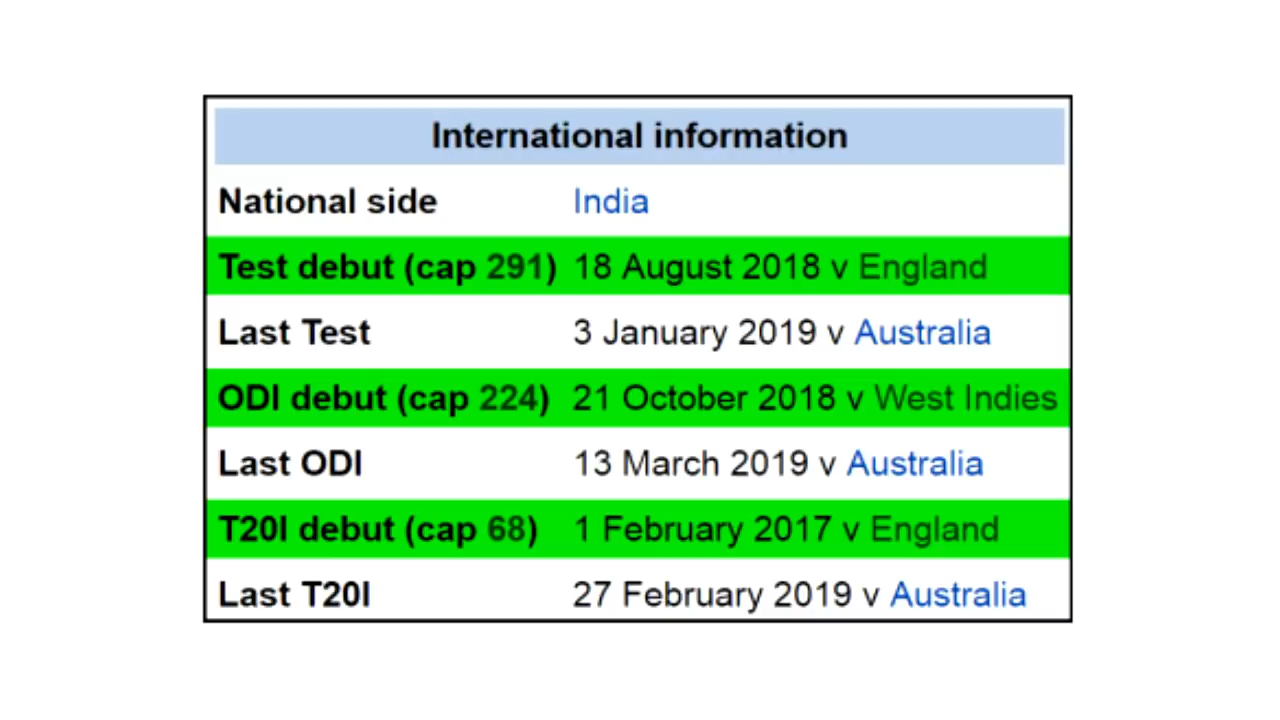 International information
National side India
Test debut (cap 291) 18 August 2018 v England
Last Test 3 January 2019 v Australia
ODI debut (cap 224) 21 October 2018 v West Indies
Last ODI 13 March 2019 v Australia
T20I debut (cap 68) 1 February 2017 v England
Last T20I 27 February 2019 v Australia